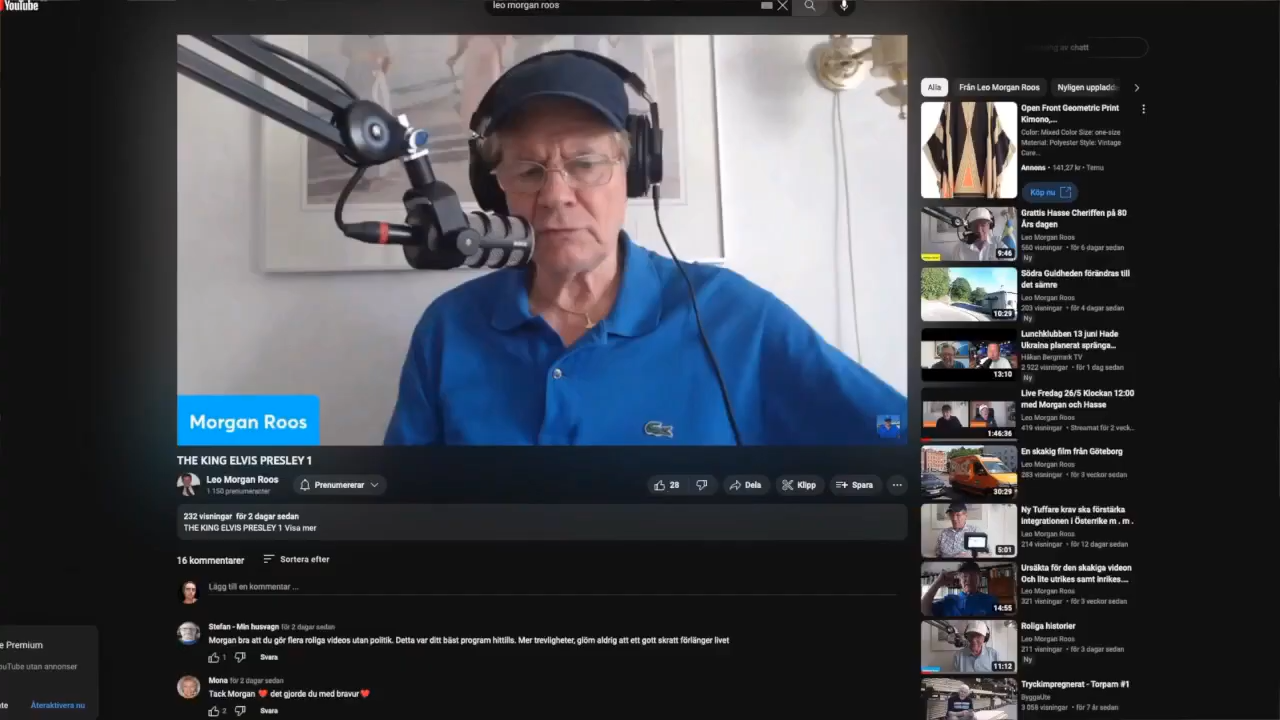 YouTube
leo morgan roos
Morgan Roos
THE KING ELVIS PRESLEY 1
Leo Morgan Roos
1 150 prenumeranter
Prenumererar
28
Dela
Klipp
Spara
232 visningar för 2 dagar sedan
THE KING ELVIS PRESLEY 1 Visa mer
16 kommentarer
Sortera efter
Lägg till en kommentar ...
Stefan - Min husvagn för 2 dagar sedan
Morgan bra att du gör flera roliga videos utan politik. Detta var ditt bäst program hittills. Mer trevligheter, glöm aldrig att ett gott skratt förlänger livet
1
Svara
Mona för 2 dagar sedan
Tack Morgan ❤️ det gjorde du med bravur❤️
2
Svara
e Premium
ouTube utan annonser
Återaktivera nu
av chatt
Alla
Från Leo Morgan Roos
Nyligen uppladd
Open Front Geometric Print
Kimono,...
Color: Mixed Color Size: one-size
Material: Polyester Style: Vintage
Care...
Annons • 141,27 kr • Temu
Köp nu
Grattis Hasse Cheriffen på 80
Års dagen
Leo Morgan Roos
560 visningar • för 6 dagar sedan
Ny
9:46
Södra Guldheden förändras till
det sämre
Leo Morgan Roos
203 visningar • för 4 dagar sedan
Ny
10:29
Lunchklubben 13 juni Hade
Ukraina planerat spränga...
Håkan Bergmark TV
2 922 visningar • för 1 dag sedan
Ny
13:10
Live Fredag 26/5 Klockan 12:00
med Morgan och Hasse
Leo Morgan Roos
419 visningar • Streamat för 2 veck...
1:46:36
En skakig film från Göteborg
Leo Morgan Roos
283 visningar • för 3 veckor sedan
30:29
Ny Tuffare krav ska förstärka
integrationen i Österrike m . m .
Leo Morgan Roos
214 visningar • för 12 dagar sedan
5:01
Ursäkta för den skakiga videon
Och lite utrikes samt inrikes....
Leo Morgan Roos
321 visningar • för 3 veckor sedan
14:55
Roliga historier
Leo Morgan Roos
211 visningar • för 3 dagar sedan
Ny
11:12
Tryckimpregnerat - Torpam #1
ByggaUte
3 058 visningar • för 7 år sedan